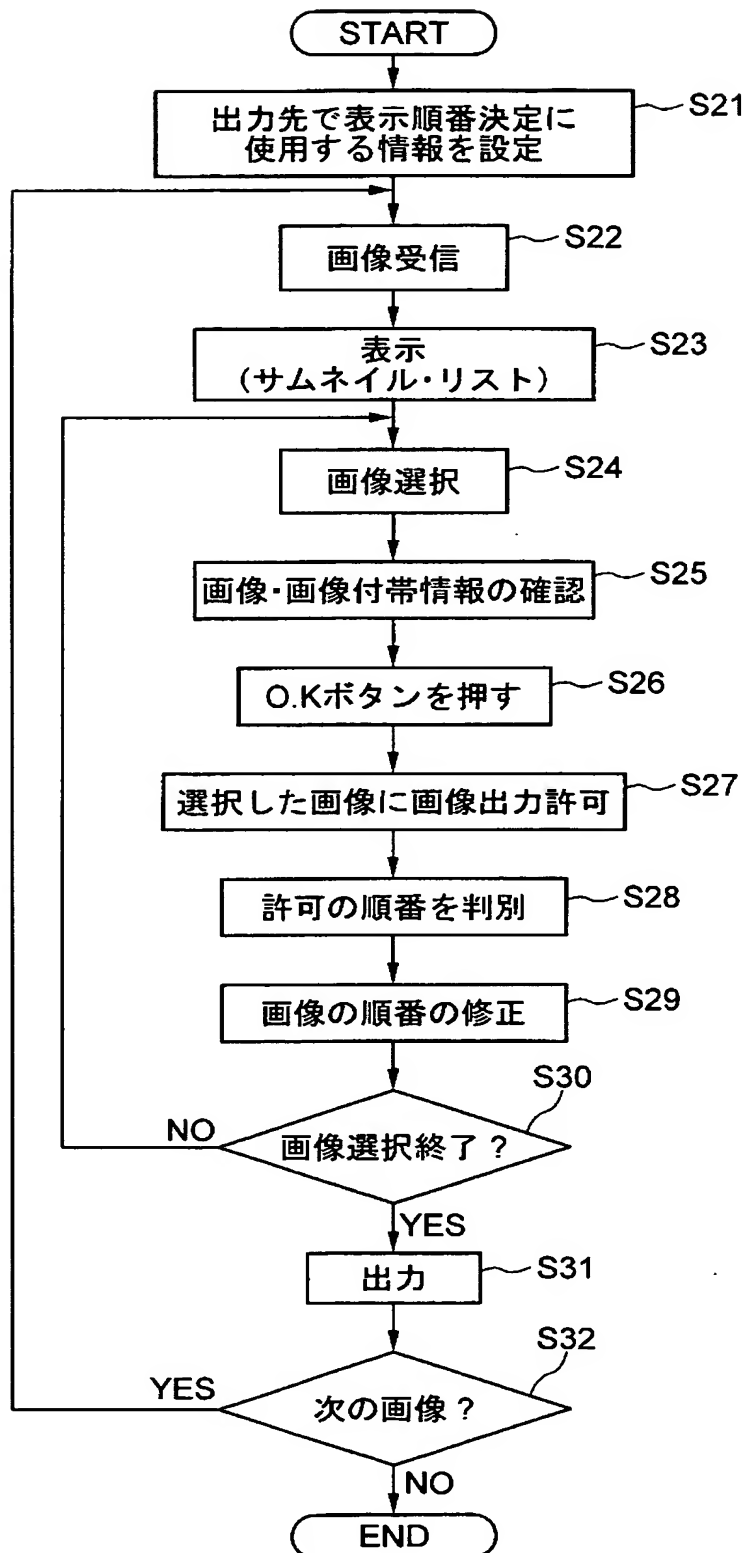 START
出力先で表示順番決定に
使用する情報を設定
S21
画像受信
S22
表示
(サムネイル・リスト)
S23
画像選択
S24
画像・画像付帯情報の確認
S25
O.Kボタンを押す
S26
選択した画像に画像出力許可
S27
許可の順番を判別
S28
画像の順番の修正
S29
S30
NO
画像選択終了?
YES
出力
S31
S32
YES
次の画像?
NO
END